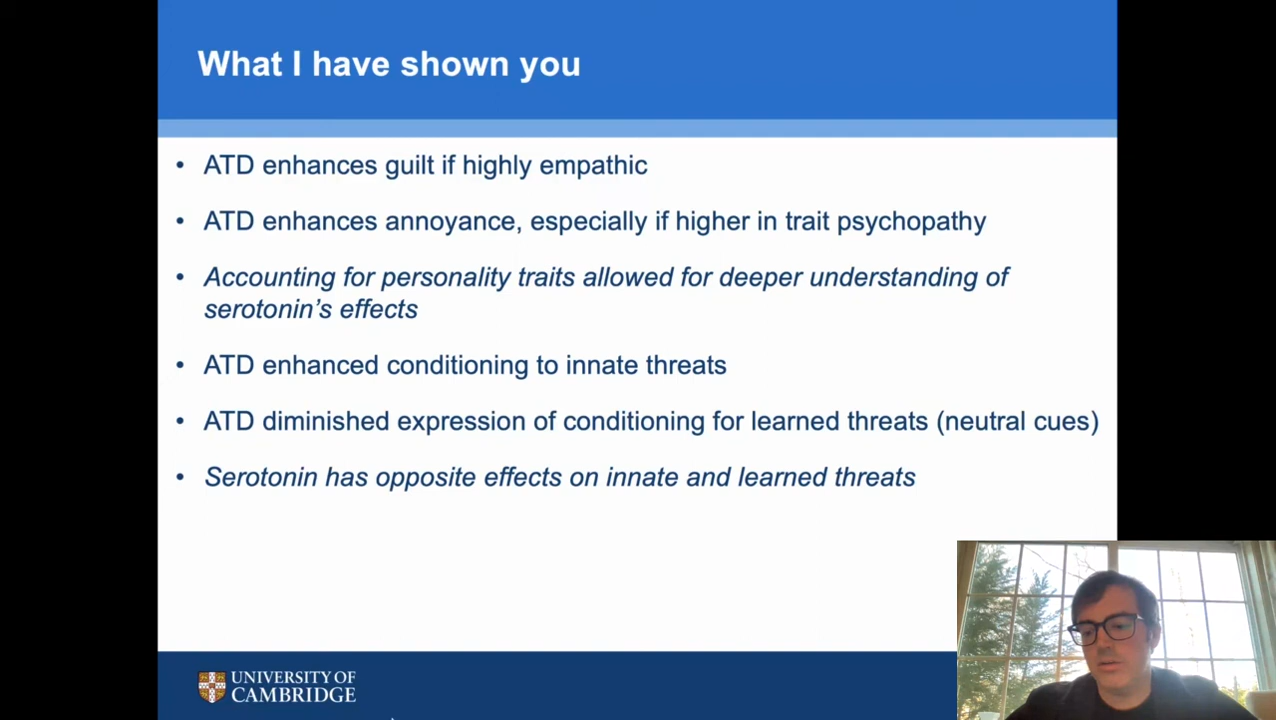 What I have shown you
• ATD enhances guilt if highly empathic
• ATD enhances annoyance, especially if higher in trait psychopathy
• Accounting for personality traits allowed for deeper understanding of
serotonin’s effects
• ATD enhanced conditioning to innate threats
• ATD diminished expression of conditioning for learned threats (neutral cues)
• Serotonin has opposite effects on innate and learned threats
UNIVERSITY OF
CAMBRIDGE